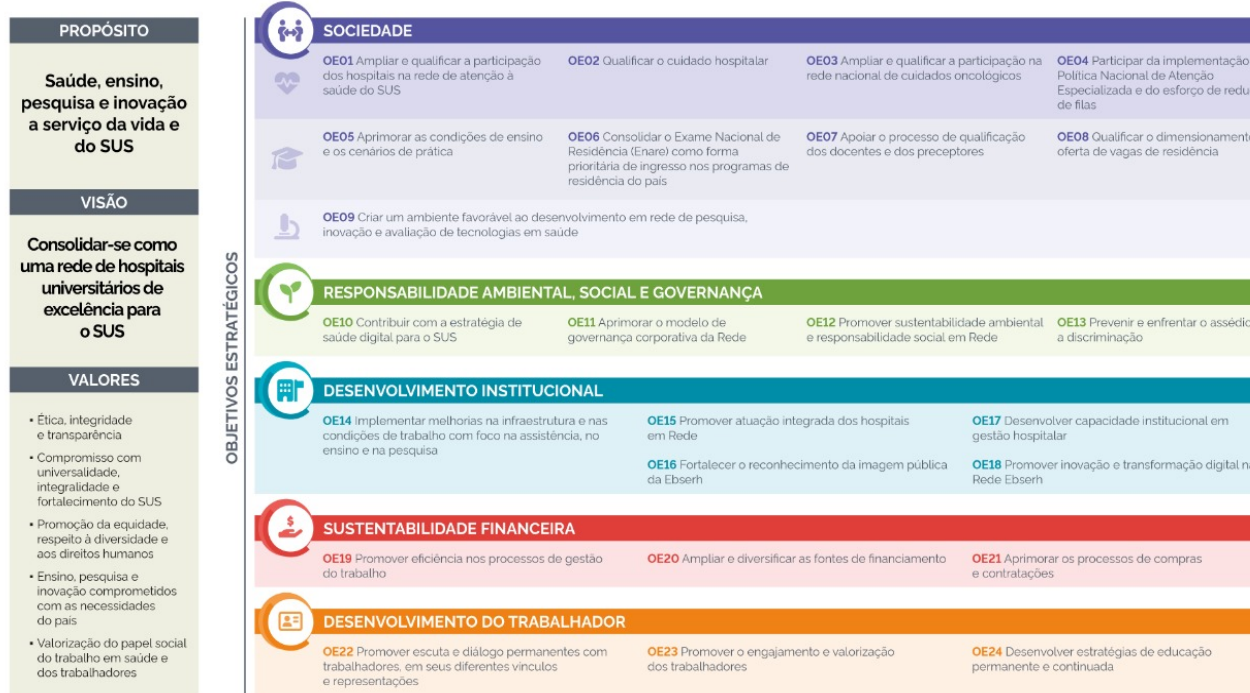 PROPÓSITO
Saúde, ensino,
pesquisa e inovação
a serviço da vida e
do SUS
VISÃO
Consolidar-se como
uma rede de hospitais
universitários de
excelência para
o SUS
VALORES
• Ética, integridade
e transparência
• Compromisso com
universalidade,
integralidade e
fortalecimento do SUS
• Promoção da equidade,
respeito à diversidade e
aos direitos humanos
• Ensino, pesquisa e
inovação comprometidos
com as necessidades
do país
• Valorização do papel social
do trabalho em saúde e
dos trabalhadores
OBJETIVOS ESTRATÉGICOS
SOCIEDADE
OE01 Ampliar e qualificar a participação
dos hospitais na rede de atenção à
saúde do SUS
OE02 Qualificar o cuidado hospitalar
OE03 Ampliar e qualificar a participação na
rede nacional de cuidados oncológicos
OE04 Participar da implementação
Política Nacional de Atenção
Especializada e do esforço de
de filas
OE05 Aprimorar as condições de ensino
e os cenários de prática
OE06 Consolidar o Exame Nacional de
Residência (Enare) como forma
prioritária de ingresso nos programas de
residência do país
OE07 Apoiar o processo de qualificação
dos docentes e dos preceptores
OE08 Qualificar o dimensionamento
oferta de vagas de residência
OE09 Criar um ambiente favorável ao desenvolvimento em rede de pesquisa,
inovação e avaliação de tecnologias em saúde
RESPONSABILIDADE AMBIENTAL, SOCIAL E GOVERNANÇA
OE10 Contribuir com a estratégia de
saúde digital para o SUS
OE11 Aprimorar o modelo de
governança corporativa da Rede
OE12 Promover sustentabilidade ambiental
e responsabilidade social em Rede
OE13 Prevenir e enfrentar o assédio
a discriminação
DESENVOLVIMENTO INSTITUCIONAL
OE14 Implementar melhorias na infraestrutura e nas
condições de trabalho com foco na assistência, no
ensino e na pesquisa
OE15 Promover atuação integrada dos hospitais
em Rede
OE16 Fortalecer o reconhecimento da imagem pública
da Ebserh
OE17 Desenvolver capacidade institucional em
gestão hospitalar
OE18 Promover inovação e transformação digital
Rede Ebserh
SUSTENTABILIDADE FINANCEIRA
OE19 Promover eficiência nos processos de gestão
do trabalho
OE20 Ampliar e diversificar as fontes de financiamento
OE21 Aprimorar os processos de compras
e contratações
DESENVOLVIMENTO DO TRABALHADOR
OE22 Promover escuta e diálogo permanentes com
trabalhadores, em seus diferentes vínculos
e representações
OE23 Promover o engajamento e valorização
dos trabalhadores
OE24 Desenvolver estratégias de educação
permanente e continuada